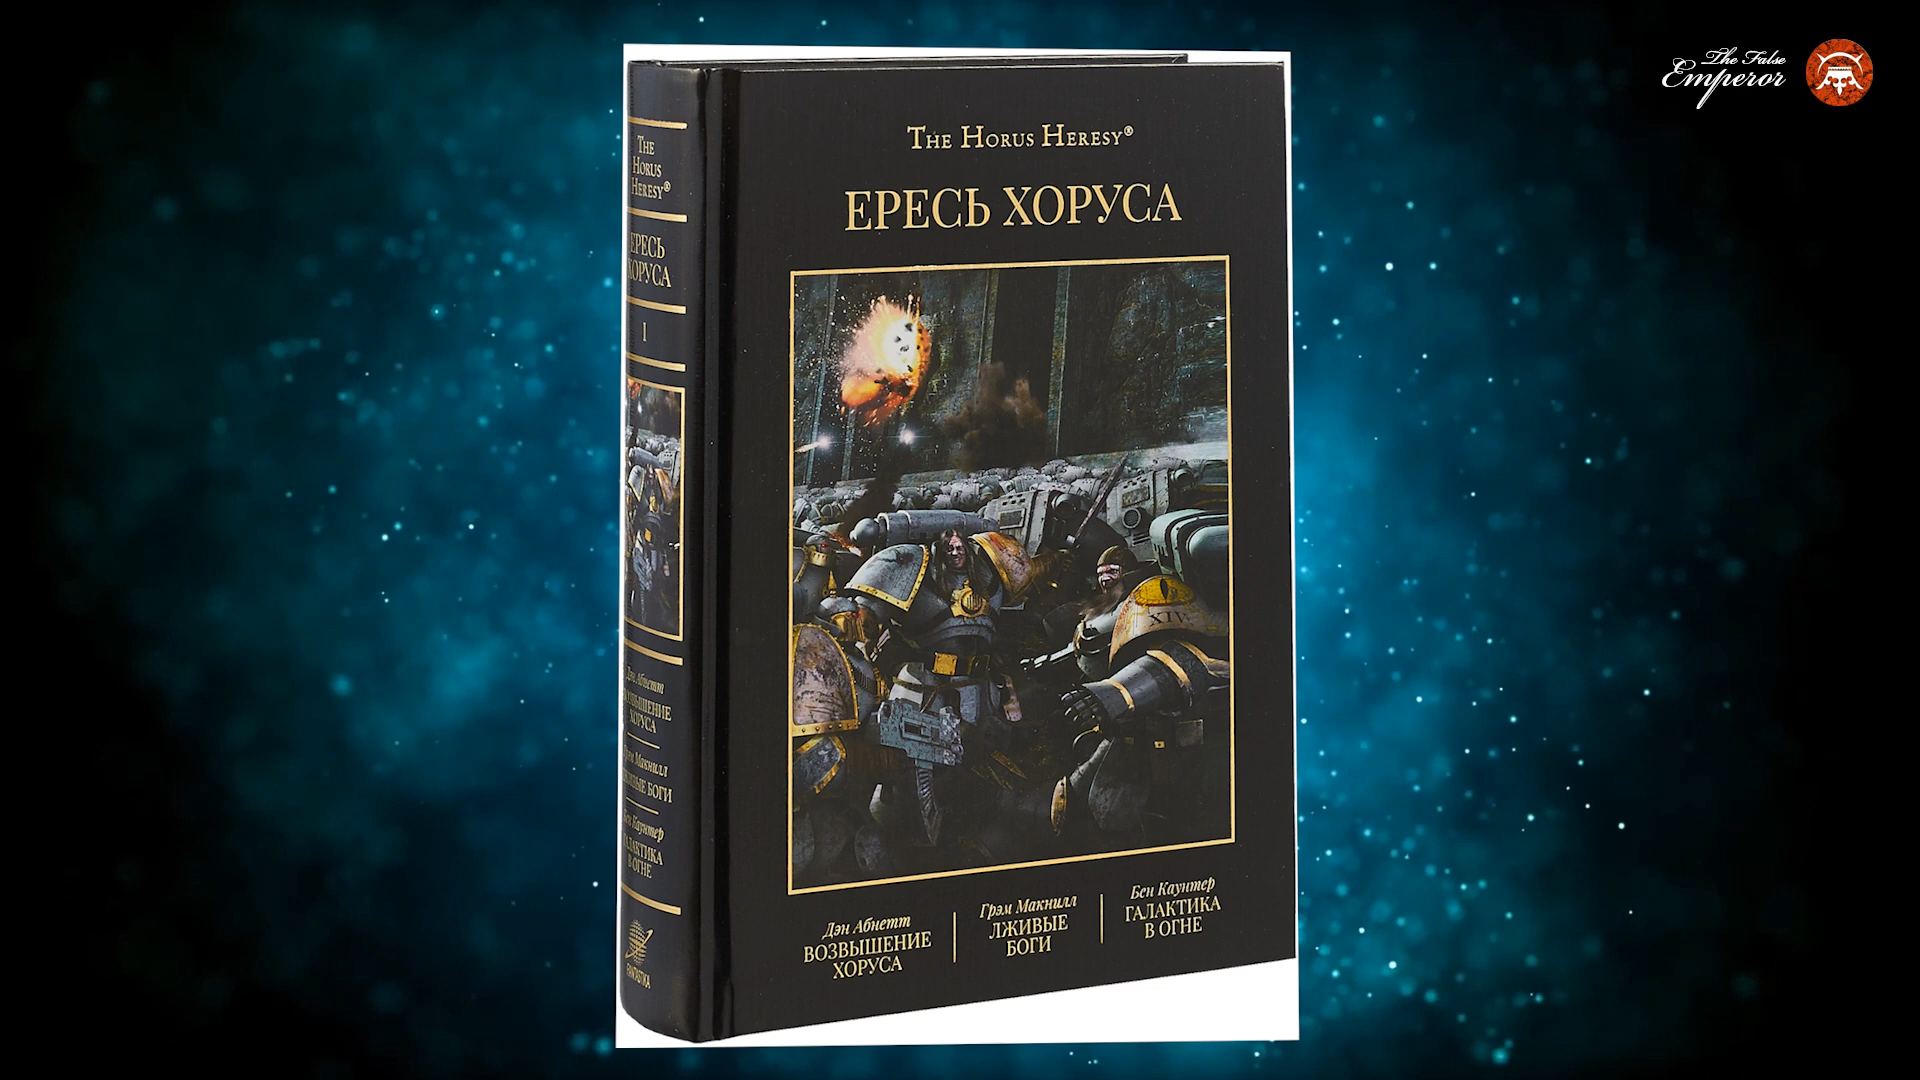 The False
Emperor
THE HORUS HERESY®
ЕРЕСЬ ХОРУСА
XIV
Дэн Абнетт
ВОЗВЫШЕНИЕ
ХОРУСА
Грэм Макнилл
ЛЖИВЫЕ
БОГИ
Бен Каунтер
ГАЛАКТИКА
В ОГНЕ
THE
HORUS
HERESY®
ЕРЕСЬ
ХОРУСА
I
Дэн Абнетт
ВОЗВЫШЕНИЕ
ХОРУСА
Грэм Макнилл
ЛЖИВЫЕ БОГИ
Бен Каунтер
ГАЛАКТИКА
В ОГНЕ
FANTASTIKA